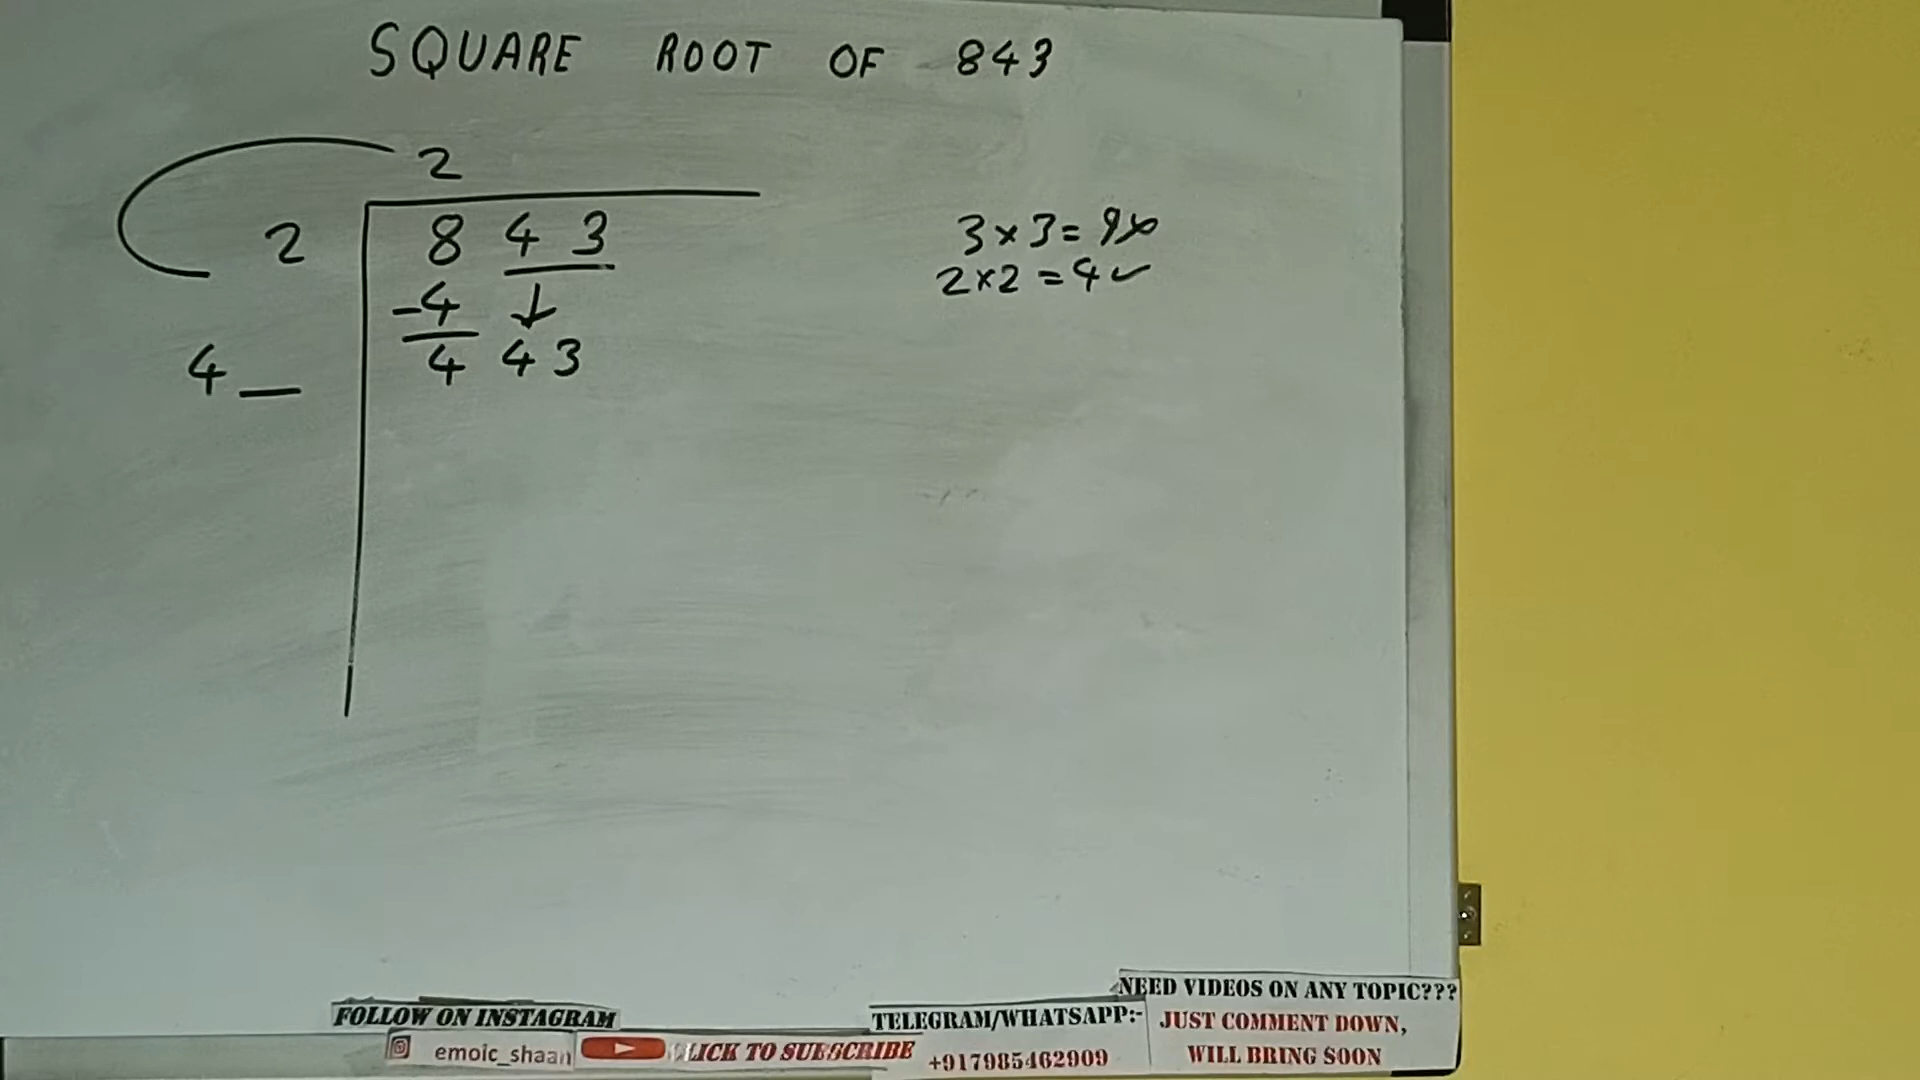 SQUARE ROOT OF 843
2
2 8 4 3
3 × 3 = 9×
2 × 2 = 4 ✓
-4 ↓
4 _ 4 4 3
FOLLOW ON INSTAGRAM
emoic_shaan
CLICK TO SUBSCRIBE
TELEGRAM/WHATSAPP:-
+917985462909
NEED VIDEOS ON ANY TOPIC???
JUST COMMENT DOWN,
WILL BRING SOON